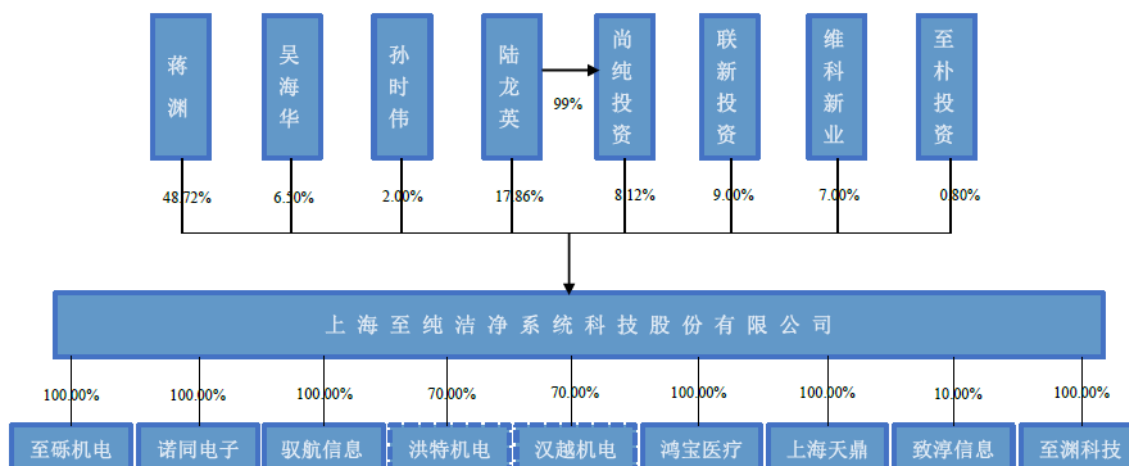 蒋渊
吴海华
孙时伟
陆龙英
99%
尚纯投资
联新投资
维科新业
至朴投资
48.72%
6.50%
2.00%
17.86%
8.12%
9.00%
7.00%
0.80%
上海至纯洁净系统科技股份有限公司
100.00%
100.00%
100.00%
70.00%
70.00%
100.00%
100.00%
10.00%
100.00%
至砾机电
诺同电子
驭航信息
洪特机电
汉越机电
鸿宝医疗
上海天鼎
致淳信息
至渊科技